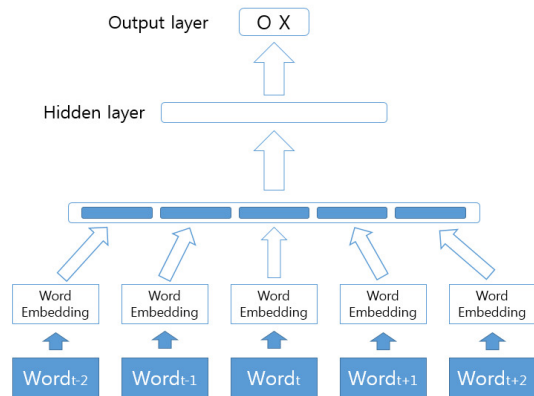 Output layer
O X
Hidden layer
Word
Embedding
Word
Embedding
Word
Embedding
Word
Embedding
Word
Embedding
Wordt-2
Wordt-1
Wordt
Wordt+1
Wordt+2